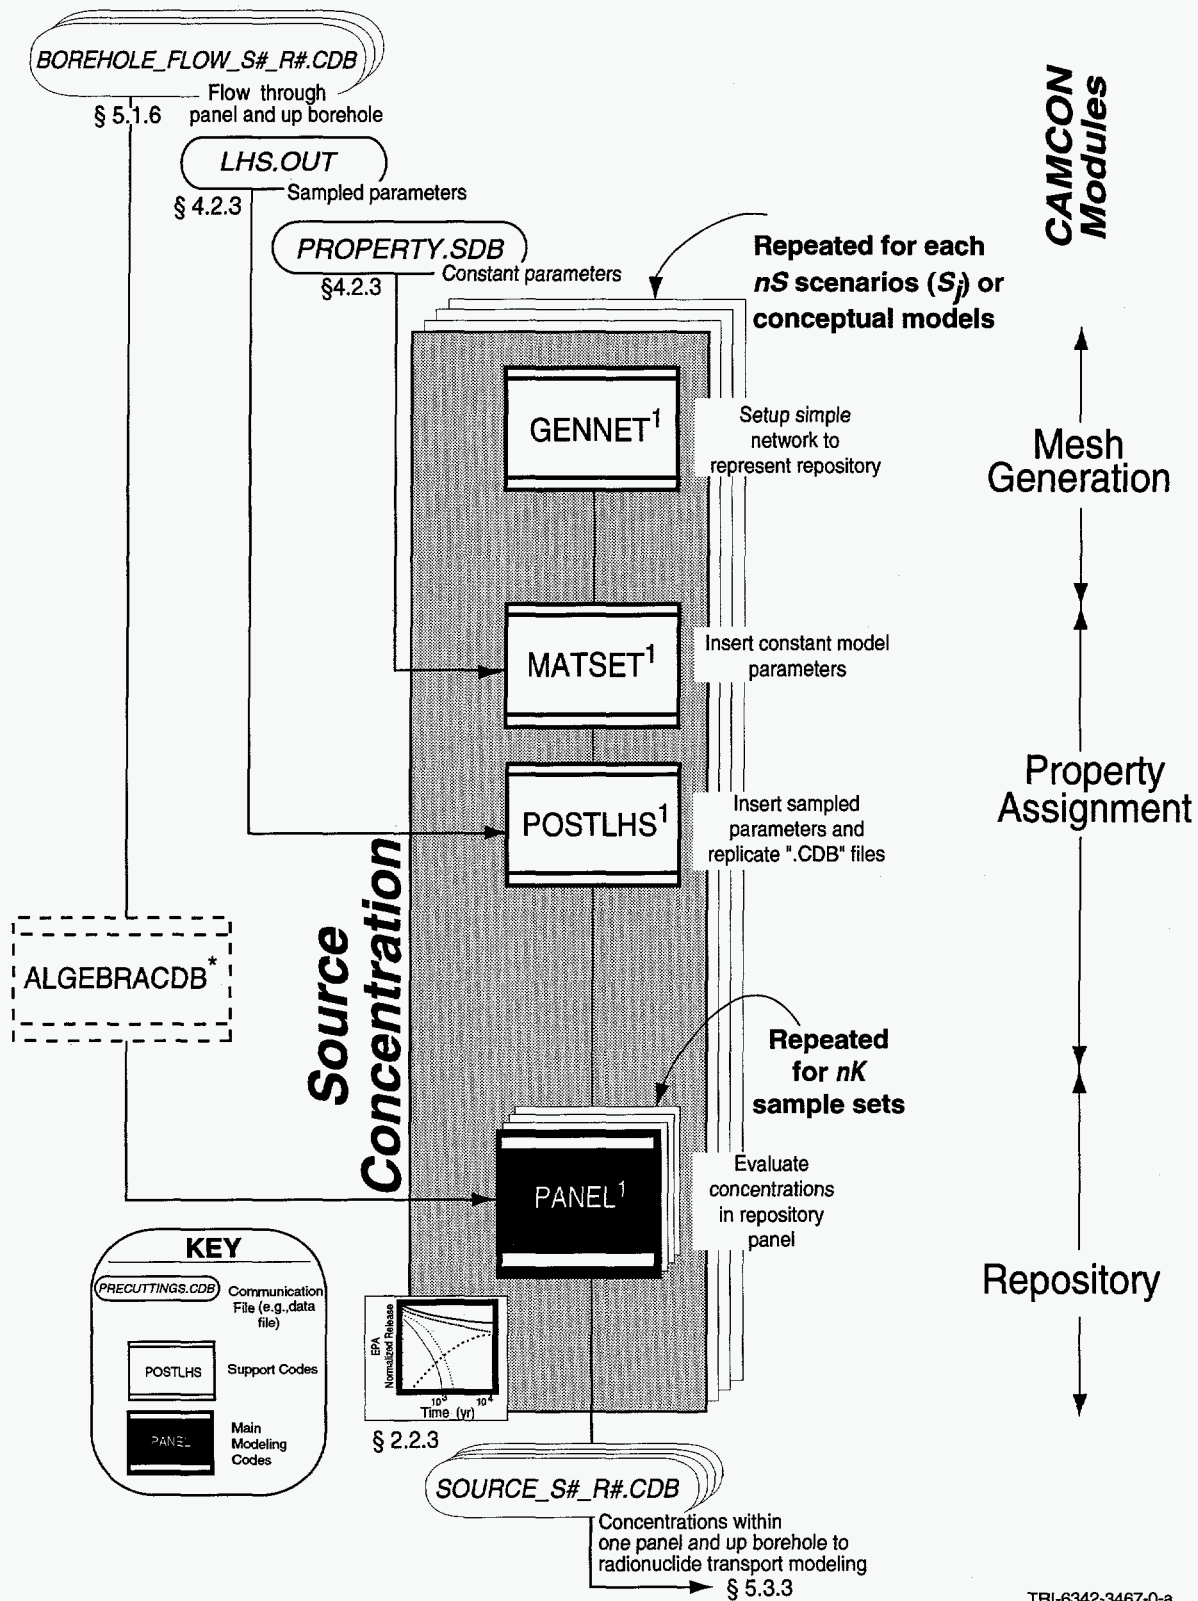 BOREHOLE_FLOW_S#_R#.CDB
§ 5.1.6
Flow through
panel and up borehole
LHS.OUT
Sampled parameters
§ 4.2.3
PROPERTY.SDB
Constant parameters
§4.2.3
CAMCON
Modules
Repeated for each
nS scenarios (Sj) or
conceptual models
GENNET1
Setup simple
network to
represent repository
Mesh
Generation
MATSET1
Insert constant model
parameters
POSTLHS1
Insert sampled
parameters and
replicate ".CDB" files
Property
Assignment
Source
Concentration
ALGEBRACDB*
Repeated
for nK
sample sets
PANEL1
Evaluate
concentrations
in repository
panel
Repository
KEY
PRECUTTINGS.CDB
Communication
File (e.g.,data
file)
POSTLHS
Support Codes
PANEL
Main
Modeling
Codes
EPA
Normalized Release
10^3
10^4
Time (yr)
§ 2.2.3
SOURCE_S#_R#.CDB
Concentrations within
one panel and up borehole to
radionuclide transport modeling
§ 5.3.3
TRI-6342-3467-0-a